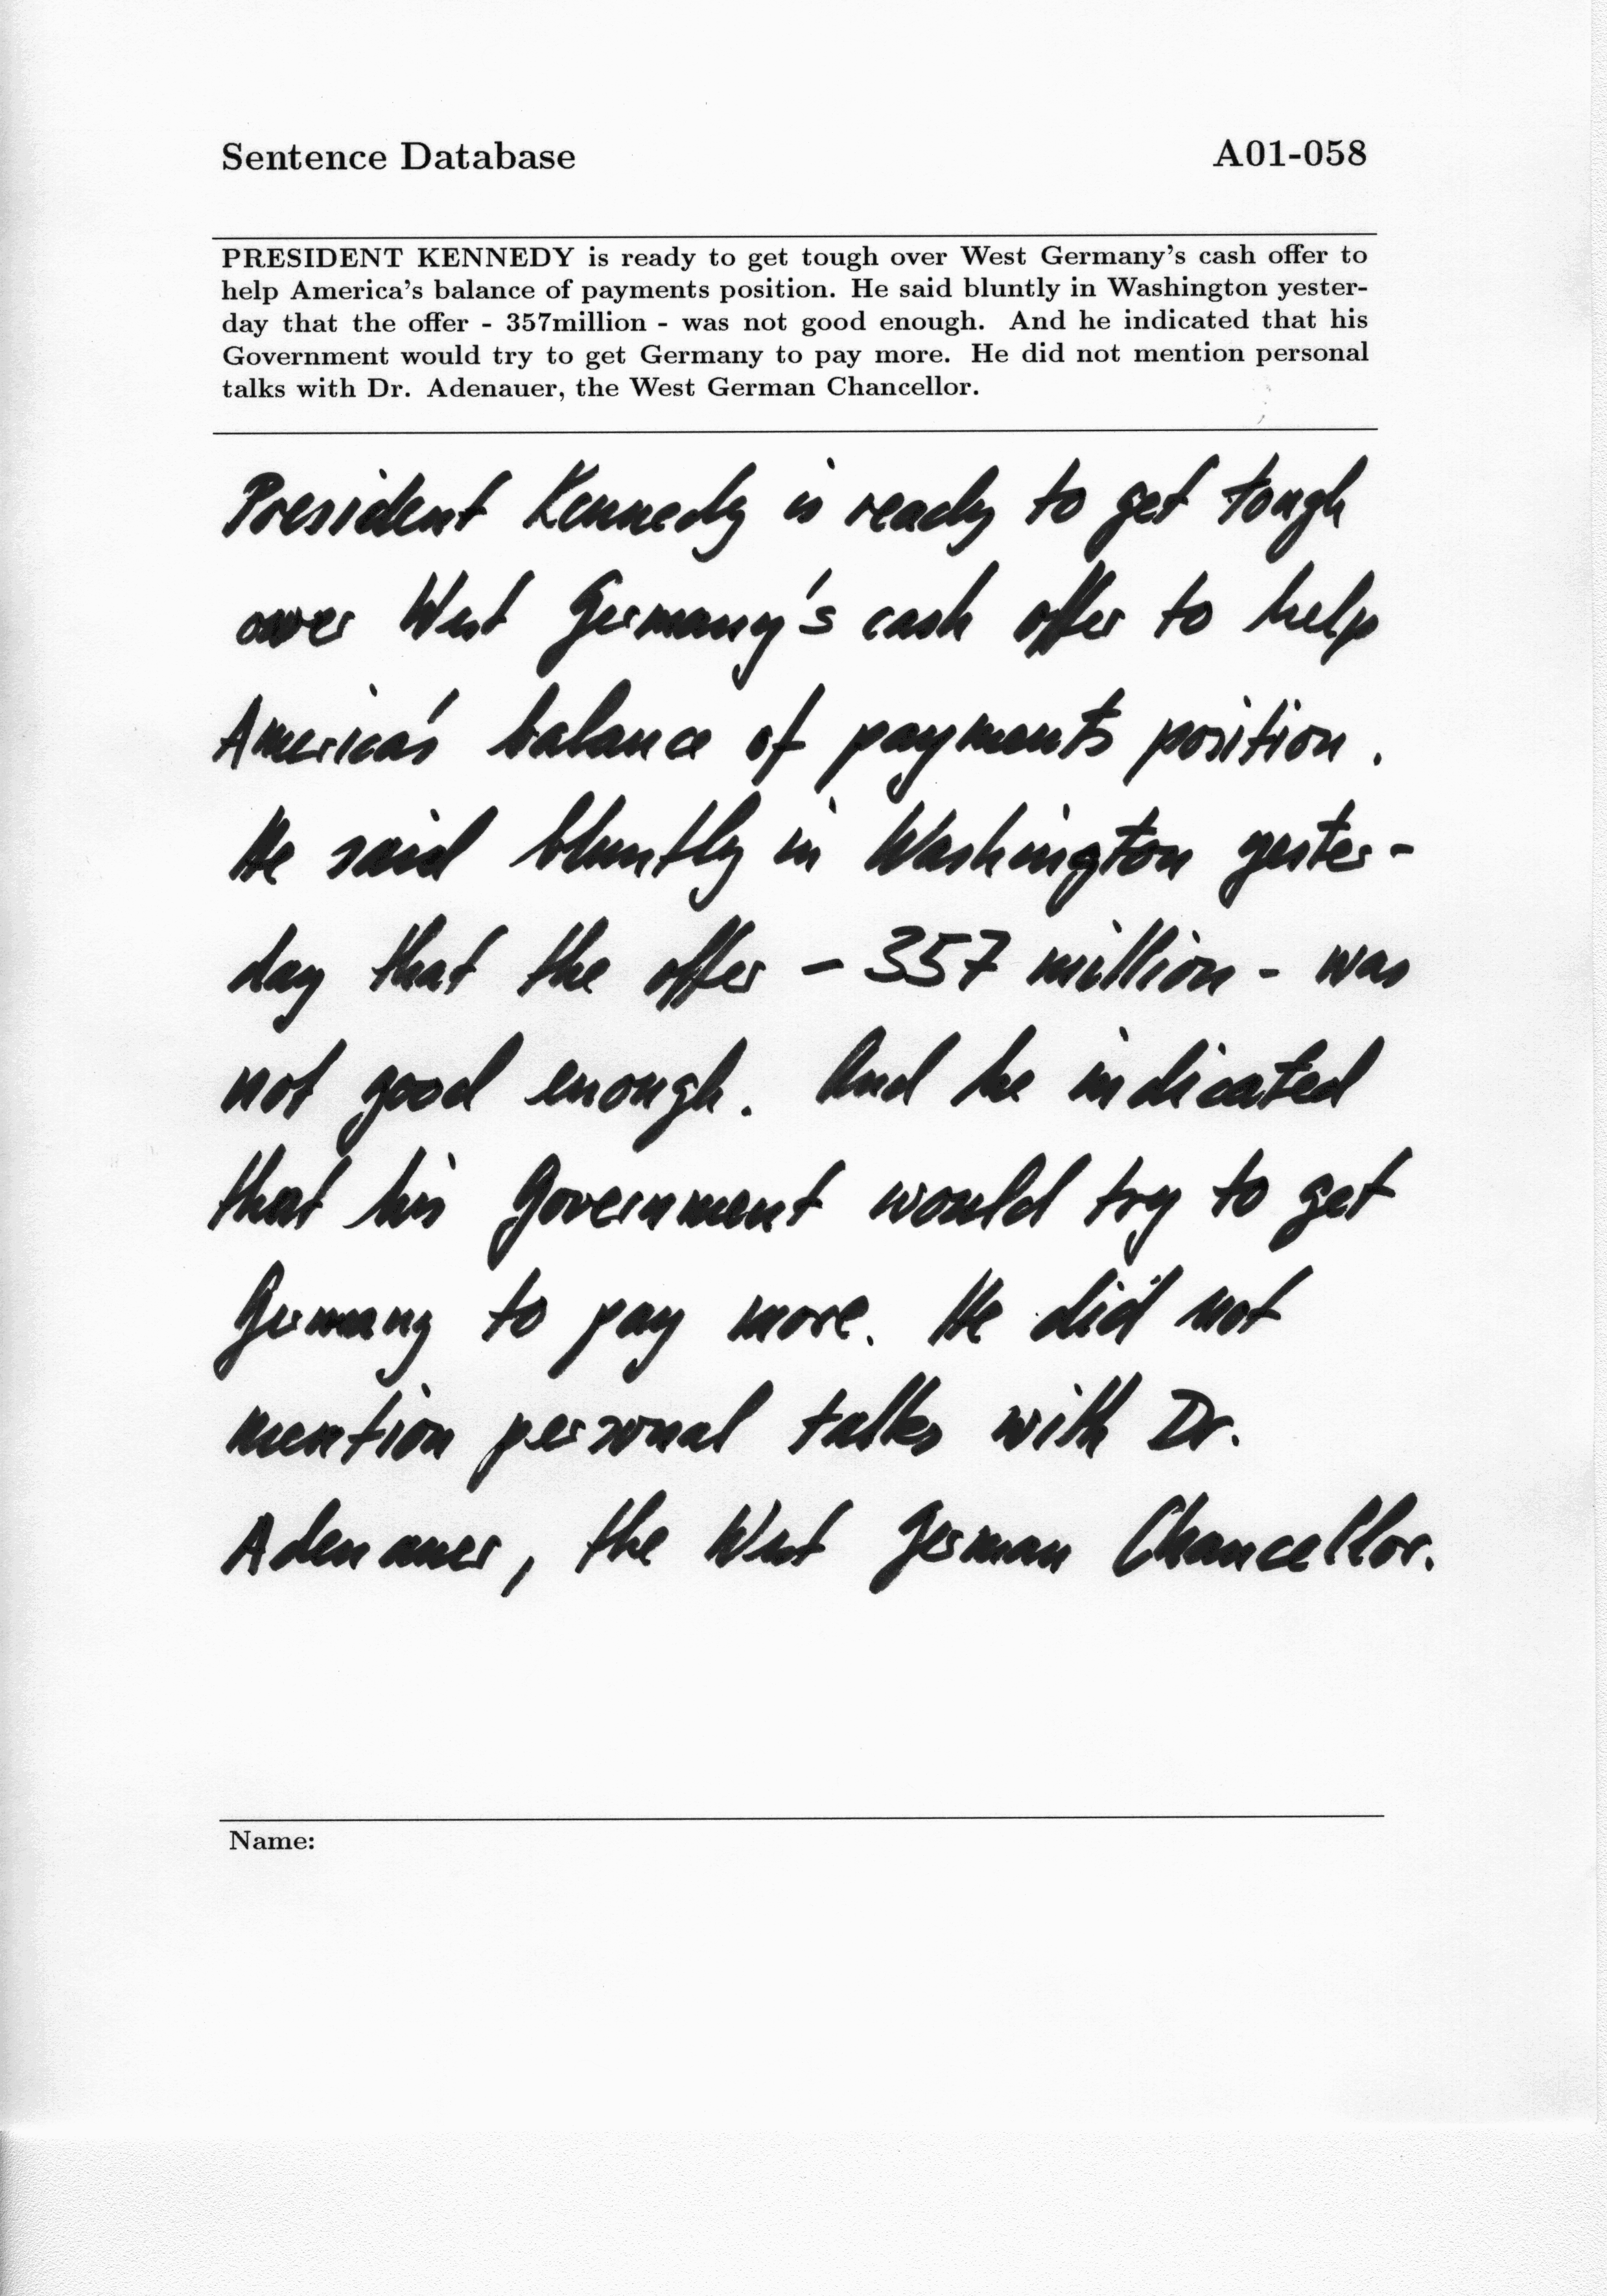 Sentence Database A01-058
PRESIDENT KENNEDY is ready to get tough over West Germany's cash offer to
help America's balance of payments position. He said bluntly in Washington yester-
day that the offer - 357million - was not good enough. And he indicated that his
Government would try to get Germany to pay more. He did not mention personal
talks with Dr. Adenauer, the West German Chancellor.
President Kennedy is ready to get tough
over West Germany's cash offer to help
America's balance of payments position.
He said bluntly in Washington yester-
day that the offer - 357 million - was
not good enough. And he indicated
that his Government would try to get
Germany to pay more. He did not
mention personal talks with Dr.
Adenauer, the West German Chancellor.
Name: